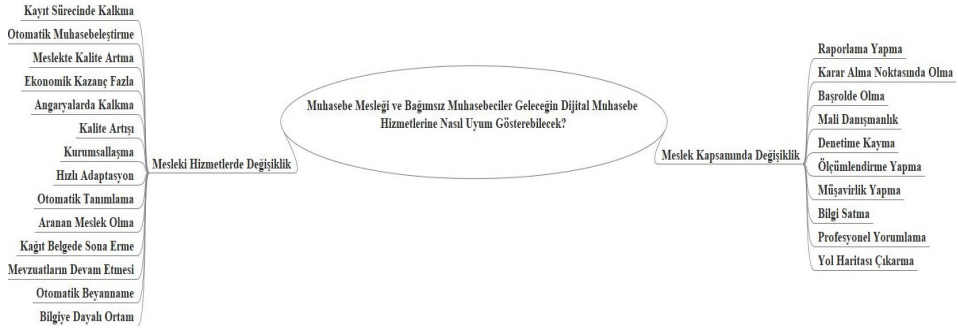 Kayıt Sürecinde Kalkma
Otomatik Muhasebeleştirme
Meslekte Kalite Artma
Ekonomik Kazanç Fazla
Angaryalarda Kalkma
Kalite Artışı
Kurumsallaşma
Hızlı Adaptasyon
Otomatik Tanımlama
Aranan Meslek Olma
Kağıt Belgede Sona Erme
Mevzuatların Devam Etmesi
Otomatik Beyanname
Bilgiye Dayalı Ortam
Mesleki Hizmetlerde Değişiklik
Muhasebe Mesleği ve Bağımsız Muhasebeciler Geleceğin Dijital Muhasebe
Hizmetlerine Nasıl Uyum Gösterebilecek?
Meslek Kapsamında Değişiklik
Raporlama Yapma
Karar Alma Noktasında Olma
Başrolde Olma
Mali Danışmanlık
Denetime Kayma
Ölçümlendirme Yapma
Müşavirlik Yapma
Bilgi Satma
Profesyonel Yorumlama
Yol Haritası Çıkarma